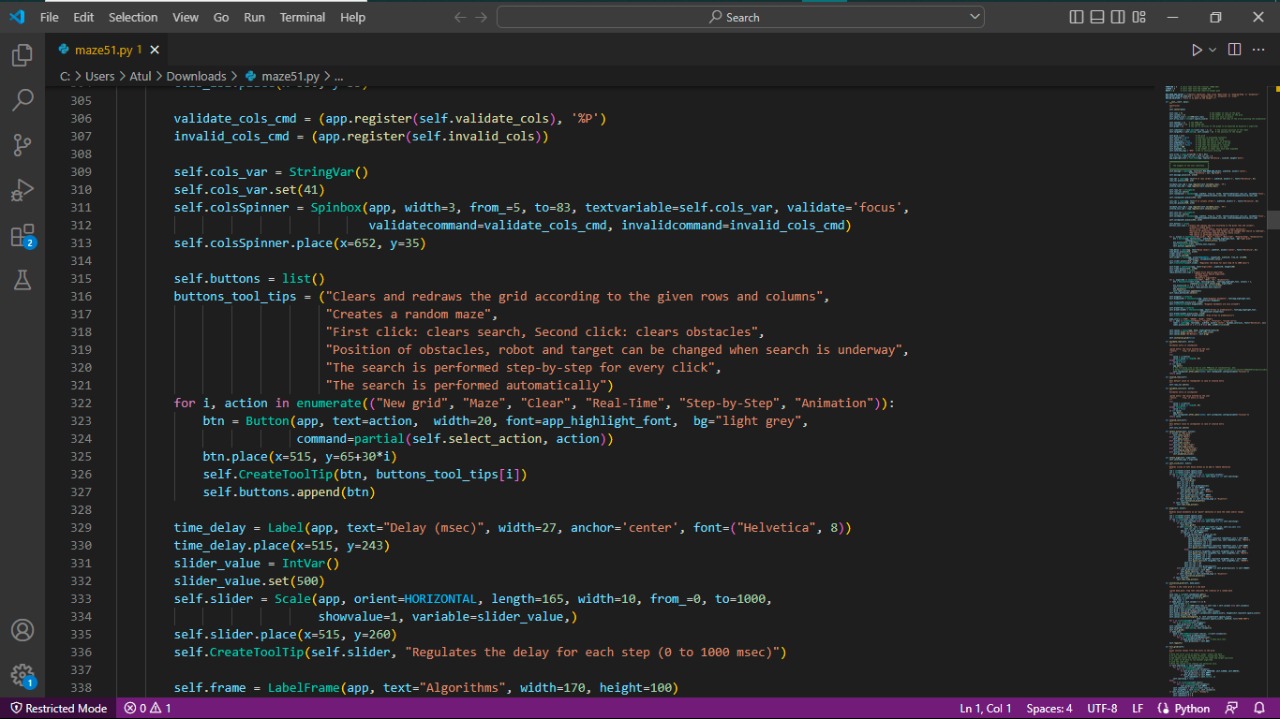 File Edit Selection View Go Run Terminal Help
Search
maze51.py 1
C: > Users > Atul > Downloads > maze51.py > ...
305
306 validate_cols_cmd = (app.register(self.validate_cols), '%P')
307 invalid_cols_cmd = (app.register(self.invalid_cols))
308
309 self.cols_var = StringVar()
310 self.cols_var.set(41)
311 self.colsSpinner = Spinbox(app, width=3, from_=5, to=83, textvariable=self.cols_var, validate='focus',
312 validatecommand=validate_cols_cmd, invalidcommand=invalid_cols_cmd)
313 self.colsSpinner.place(x=652, y=35)
314
315 self.buttons = list()
316 buttons_tool_tips = ("Clears and redraws the grid according to the given rows and columns",
317 "Creates a random maze",
318 "First click: clears search, Second click: clears obstacles",
319 "Position of obstacles, robot and target can be changed when search is underway",
320 "The search is performed step-by-step for every click",
321 "The search is performed automatically")
322 for i, action in enumerate(("New grid", "Maze", "Clear", "Real-Time", "Step-by-Step", "Animation")):
323 btn = Button(app, text=action, width=20, font=app_highlight_font, bg="light grey",
324 command=partial(self.select_action, action))
325 btn.place(x=515, y=65+30*i)
326 self.CreateToolTip(btn, buttons_tool_tips[i])
327 self.buttons.append(btn)
328
329 time_delay = Label(app, text="Delay (msec)", width=27, anchor='center', font=("Helvetica", 8))
330 time_delay.place(x=515, y=243)
331 slider_value = IntVar()
332 slider_value.set(500)
333 self.slider = Scale(app, orient=HORIZONTAL, length=165, width=10, from_=0, to=1000,
334 showvalue=1, variable=slider_value,)
335 self.slider.place(x=515, y=260)
336 self.CreateToolTip(self.slider, "Regulates the delay for each step (0 to 1000 msec)")
337
338 self.frame = LabelFrame(app, text="Algorithms", width=170, height=100)
2
1
Restricted Mode 0 1 Ln 1, Col 1 Spaces: 4 UTF-8 LF Python